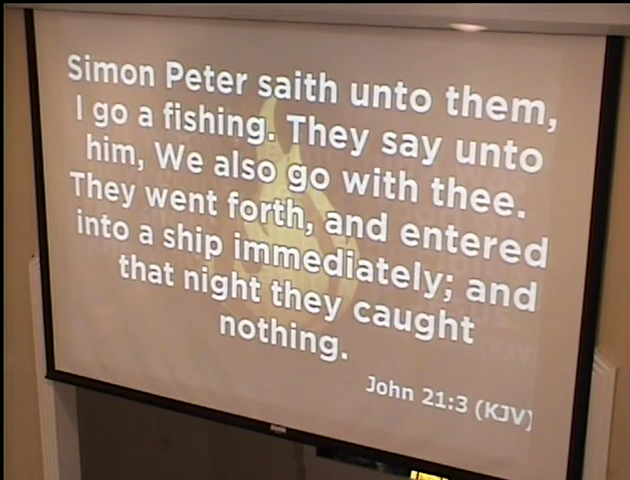 Simon Peter saith unto them,
I go a fishing. They say unto
him, We also go with thee.
They went forth, and entered
into a ship immediately; and
that night they caught
nothing.
John 21:3 (KJV)